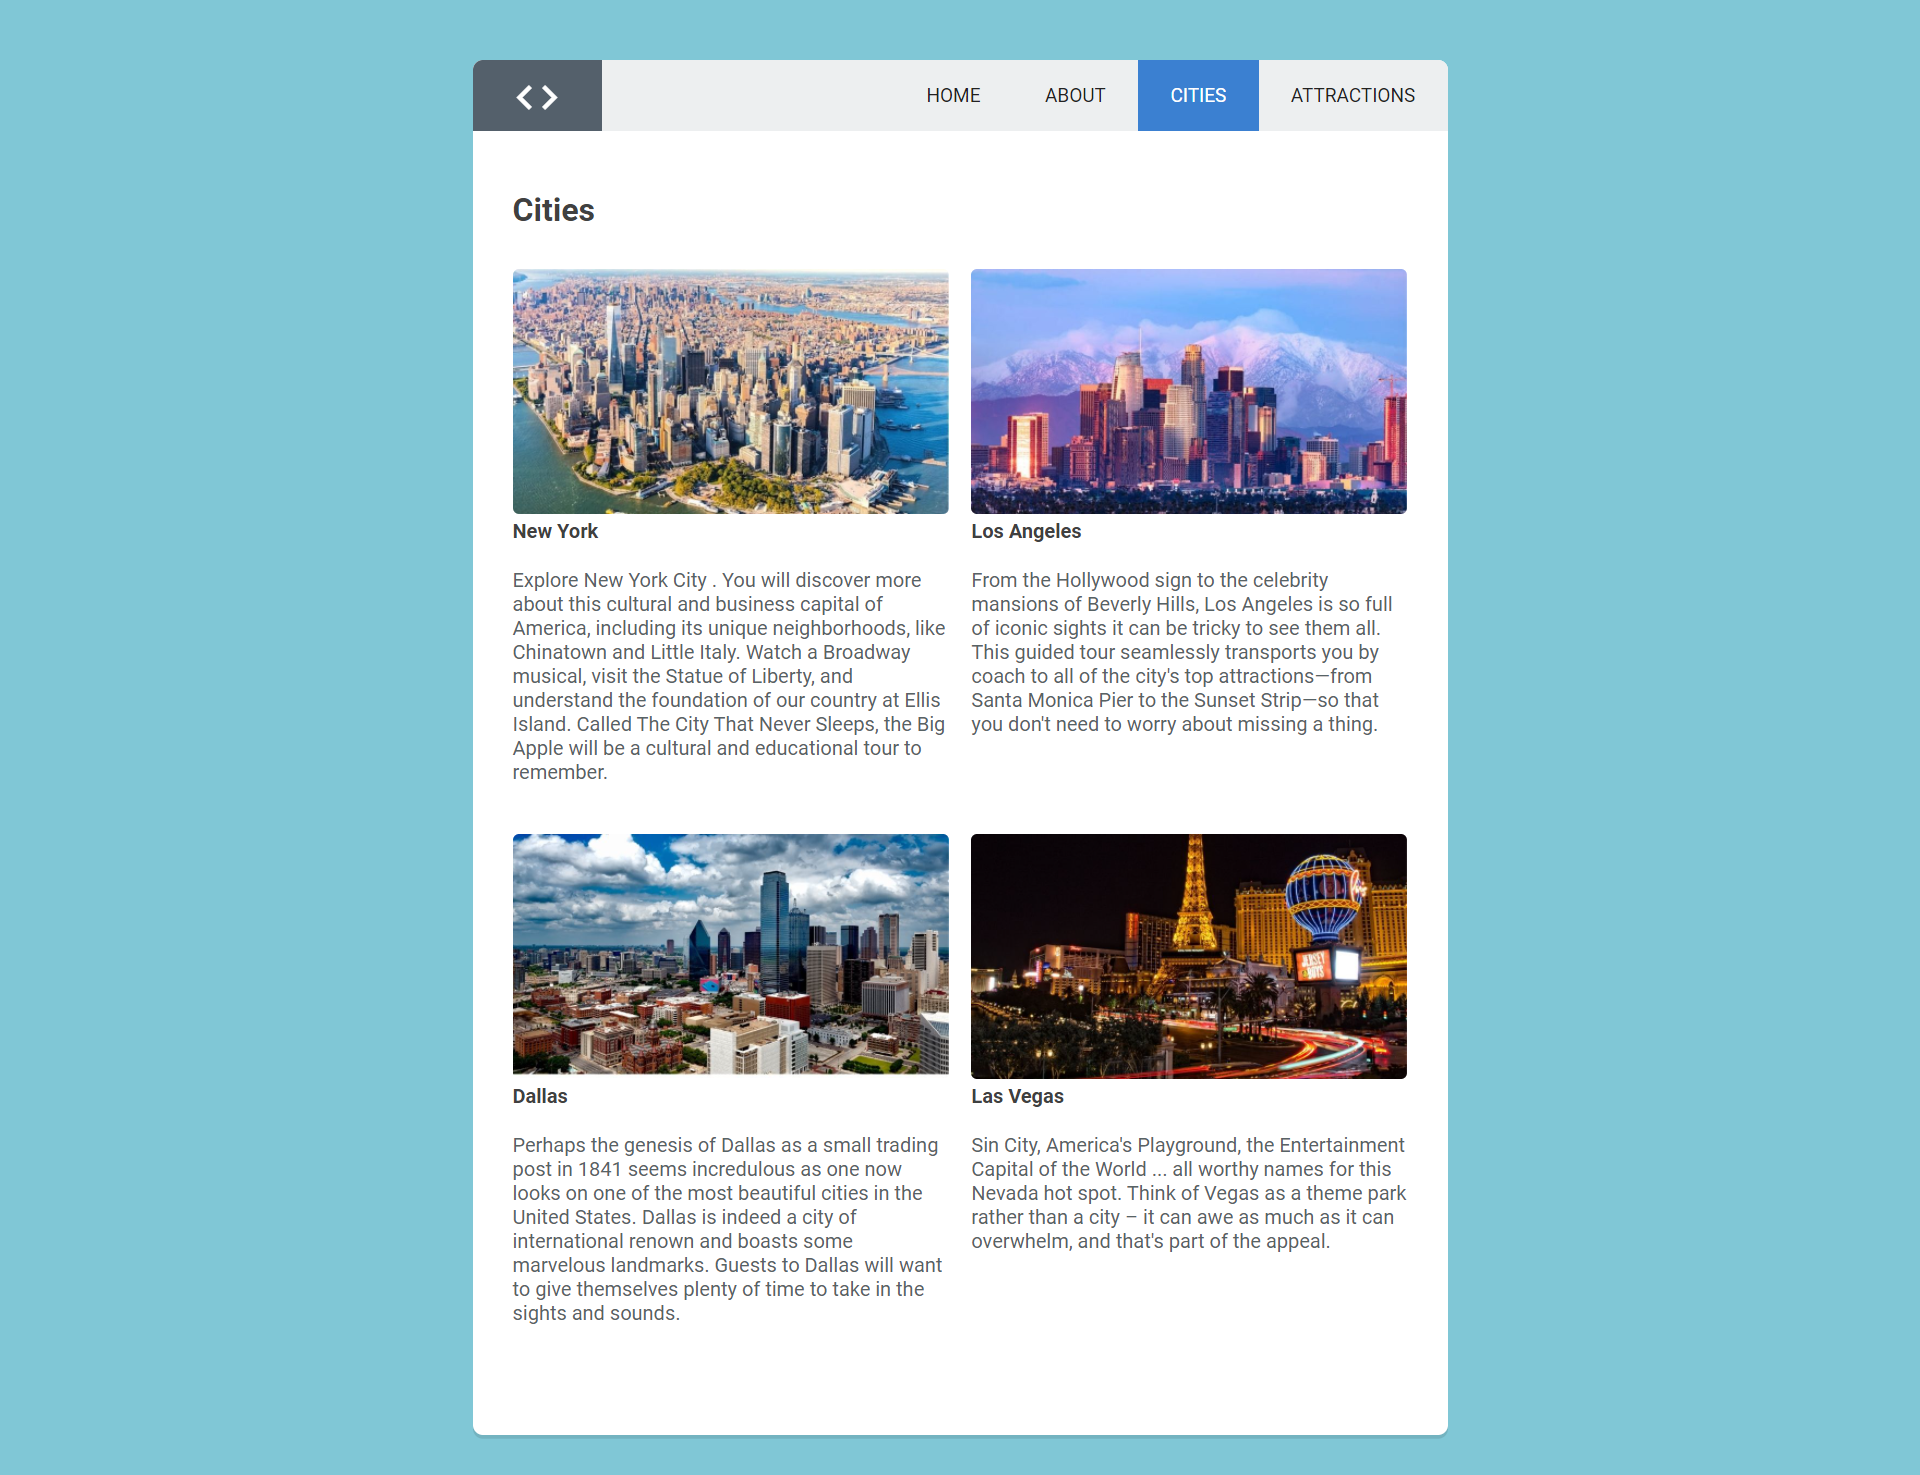 HOME ABOUT CITIES ATTRACTIONS
Cities
New York
Explore New York City . You will discover more
about this cultural and business capital of
America, including its unique neighborhoods, like
Chinatown and Little Italy. Watch a Broadway
musical, visit the Statue of Liberty, and
understand the foundation of our country at Ellis
Island. Called The City That Never Sleeps, the Big
Apple will be a cultural and educational tour to
remember.
Los Angeles
From the Hollywood sign to the celebrity
mansions of Beverly Hills, Los Angeles is so full
of iconic sights it can be tricky to see them all.
This guided tour seamlessly transports you by
coach to all of the city's top attractions—from
Santa Monica Pier to the Sunset Strip—so that
you don't need to worry about missing a thing.
Dallas
Perhaps the genesis of Dallas as a small trading
post in 1841 seems incredulous as one now
looks on one of the most beautiful cities in the
United States. Dallas is indeed a city of
international renown and boasts some
marvelous landmarks. Guests to Dallas will want
to give themselves plenty of time to take in the
sights and sounds.
JERSEY
BOYS
Las Vegas
Sin City, America's Playground, the Entertainment
Capital of the World ... all worthy names for this
Nevada hot spot. Think of Vegas as a theme park
rather than a city – it can awe as much as it can
overwhelm, and that's part of the appeal.